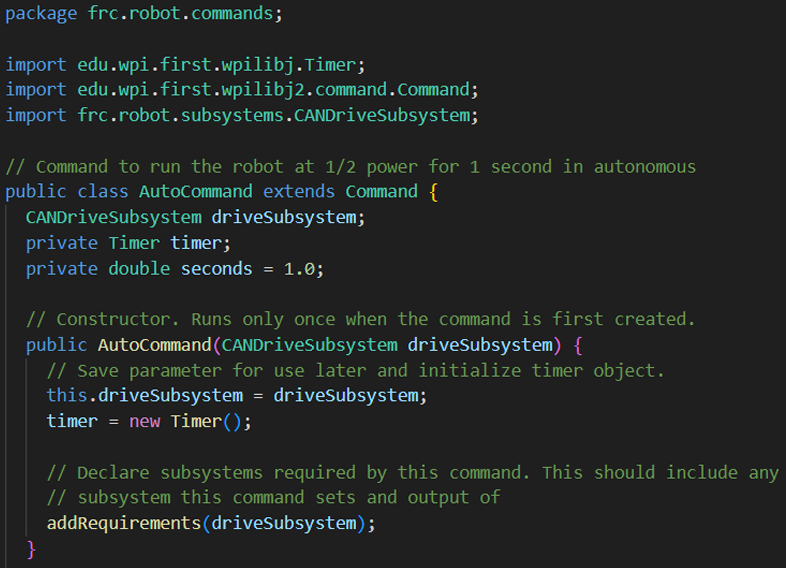 package frc.robot.commands;
import edu.wpi.first.wpilibj.Timer;
import edu.wpi.first.wpilibj2.command.Command;
import frc.robot.subsystems.CANDriveSubsystem;
// Command to run the robot at 1/2 power for 1 second in autonomous
public class AutoCommand extends Command {
CANDriveSubsystem driveSubsystem;
private Timer timer;
private double seconds = 1.0;
// Constructor. Runs only once when the command is first created.
public AutoCommand(CANDriveSubsystem driveSubsystem) {
// Save parameter for use later and initialize timer object.
this.driveSubsystem = driveSubsystem;
timer = new Timer();
// Declare subsystems required by this command. This should include any
// subsystem this command sets and output of
addRequirements(driveSubsystem);
}